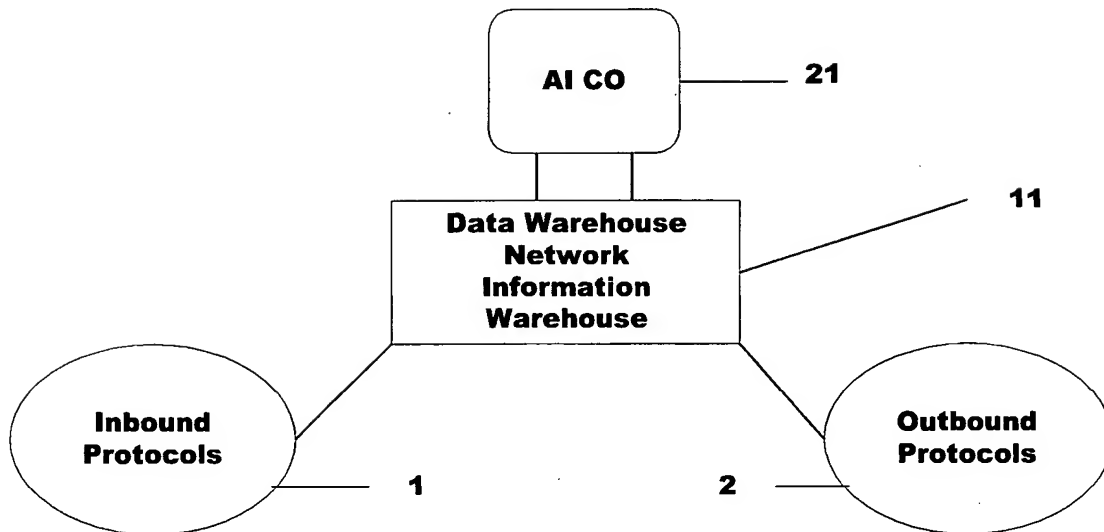 AI CO
21
11
Data Warehouse
Network
Information
Warehouse
Inbound
Protocols
Outbound
Protocols
1
2